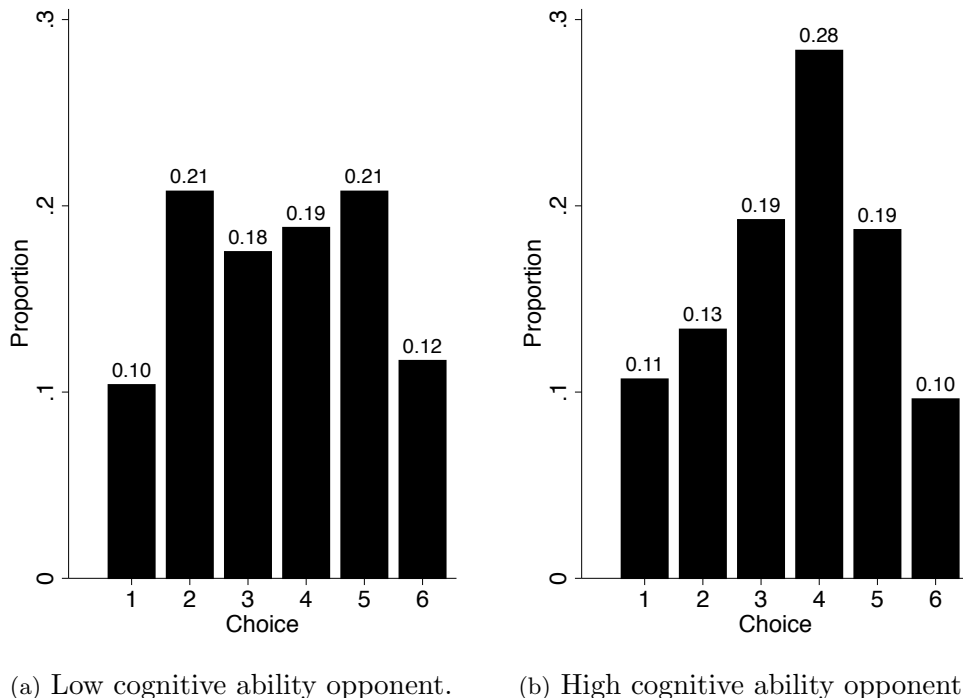 .3
.2
.1
0
Proportion
0.10
0.21
0.18
0.19
0.21
0.12
1 2 3 4 5 6
Choice
(a) Low cognitive ability opponent.
.3
.2
.1
0
Proportion
0.11
0.13
0.19
0.28
0.19
0.10
1 2 3 4 5 6
Choice
(b) High cognitive ability opponent